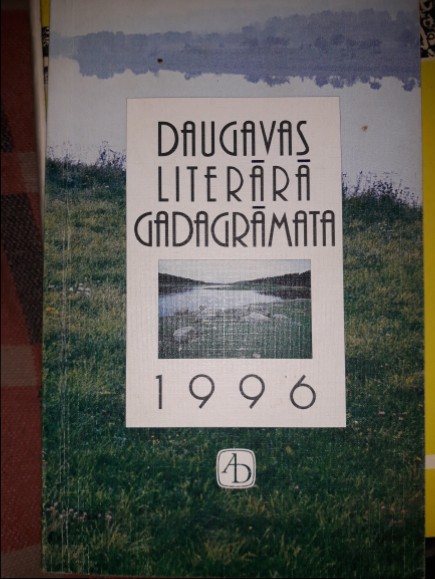 DAUGAVAS
LITERĀRĀ
GADAGRĀMATA
1996
AD